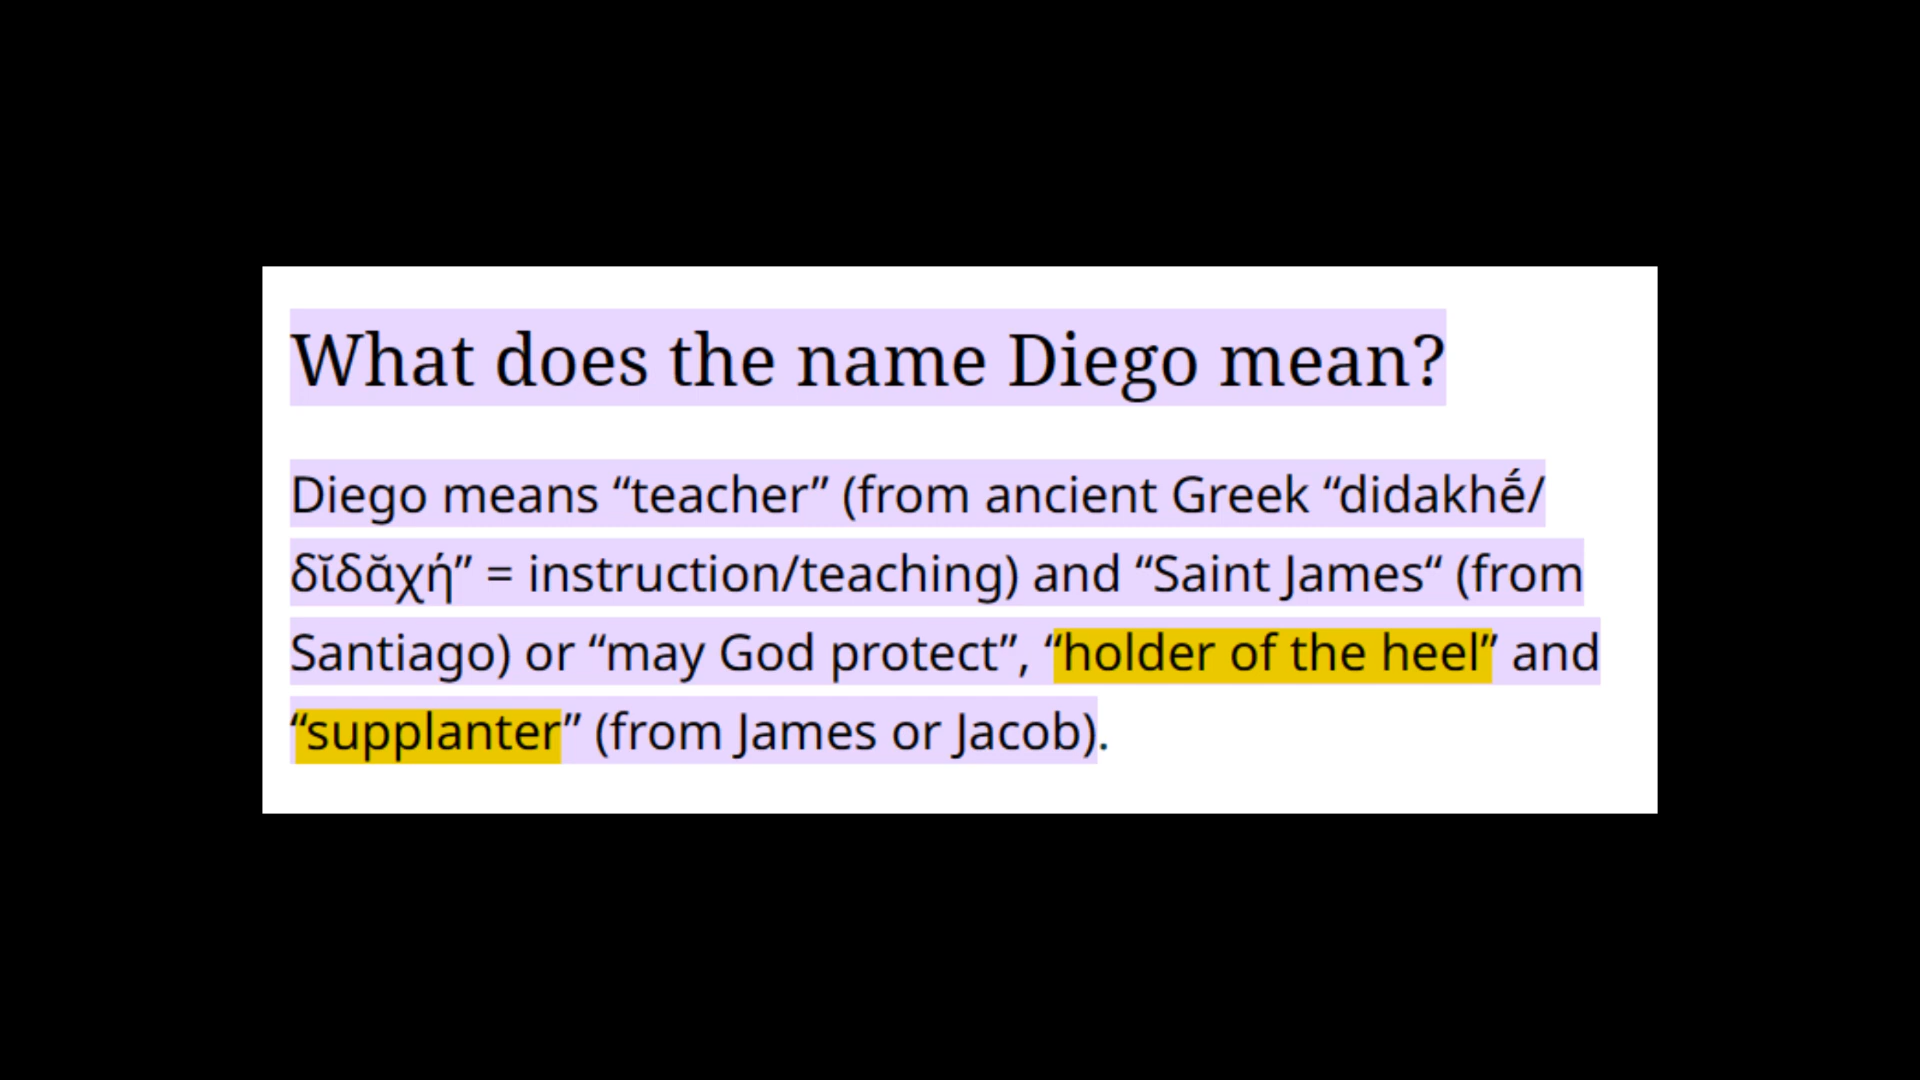 What does the name Diego mean?
Diego means “teacher” (from ancient Greek “didakhḗ/
δῐδᾰχή” = instruction/teaching) and “Saint James“ (from
Santiago) or “may God protect”, “holder of the heel” and
“supplanter” (from James or Jacob).